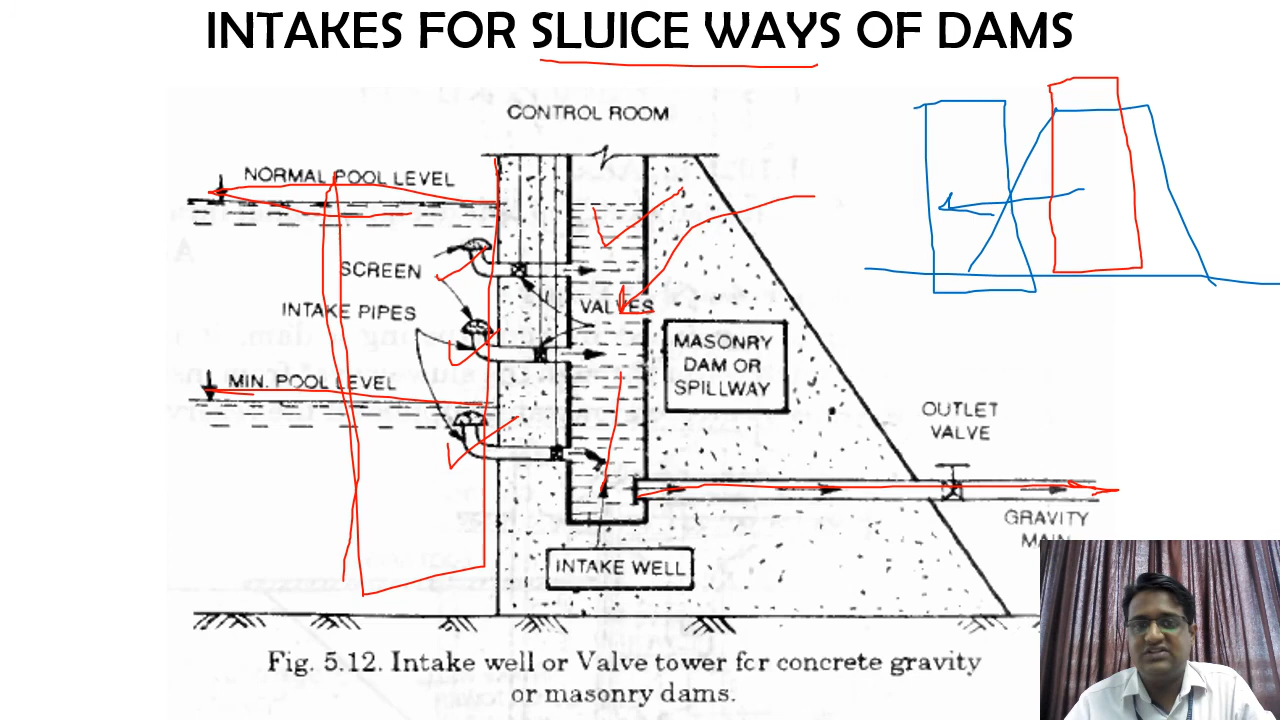 INTAKES FOR SLUICE WAYS OF DAMS
CONTROL ROOM
NORMAL POOL LEVEL
SCREEN
INTAKE PIPES
VALVES
MIN. POOL LEVEL
MASONRY
DAM OR
SPILLWAY
OUTLET
VALVE
GRAVITY
MAIN
INTAKE WELL
Fig. 5.12. Intake well or Valve tower for concrete gravity
or masonry dams.